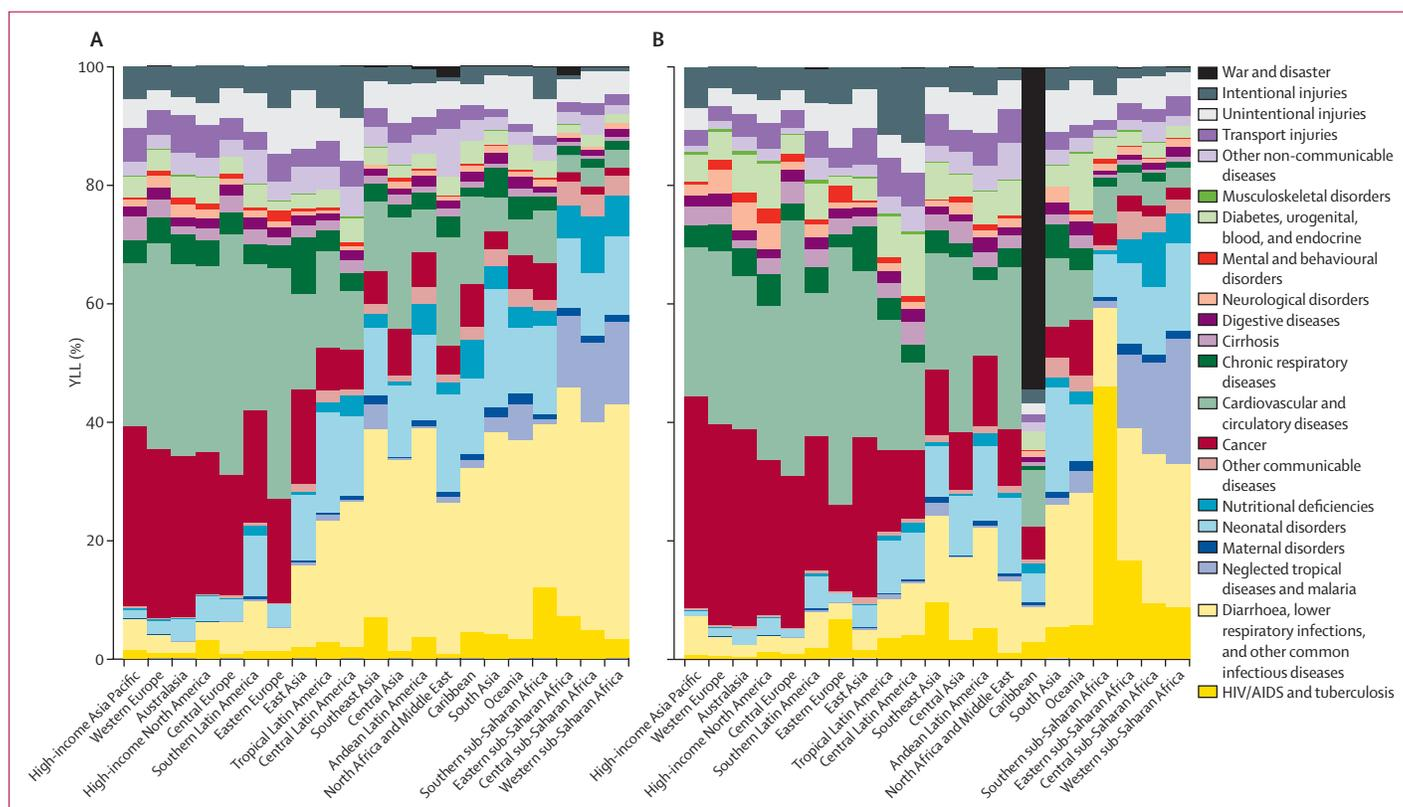 A
B
YLL (%)
100
80
60
40
20
0
High-income Asia Pacific
Western Europe
Australasia
High-income North America
Central Europe
Southern Latin America
Eastern Europe
East Asia
Tropical Latin America
Central Latin America
Southeast Asia
Central Asia
Andean Latin America
North Africa and Middle East
Caribbean
South Asia
Oceania
Southern sub-Saharan Africa
Eastern sub-Saharan Africa
Central sub-Saharan Africa
Western sub-Saharan Africa
High-income Asia Pacific
Western Europe
Australasia
High-income North America
Central Europe
Southern Latin America
Eastern Europe
East Asia
Tropical Latin America
Central Latin America
Southeast Asia
Central Asia
Andean Latin America
North Africa and Middle East
Caribbean
South Asia
Oceania
Southern sub-Saharan Africa
Eastern sub-Saharan Africa
Central sub-Saharan Africa
Western sub-Saharan Africa
War and disaster
Intentional injuries
Unintentional injuries
Transport injuries
Other non-communicable
diseases
Musculoskeletal disorders
Diabetes, urogenital,
blood, and endocrine
Mental and behavioural
disorders
Neurological disorders
Digestive diseases
Cirrhosis
Chronic respiratory
diseases
Cardiovascular and
circulatory diseases
Cancer
Other communicable
diseases
Nutritional deficiencies
Neonatal disorders
Maternal disorders
Neglected tropical
diseases and malaria
Diarrhoea, lower
respiratory infections,
and other common
infectious diseases
HIV/AIDS and tuberculosis